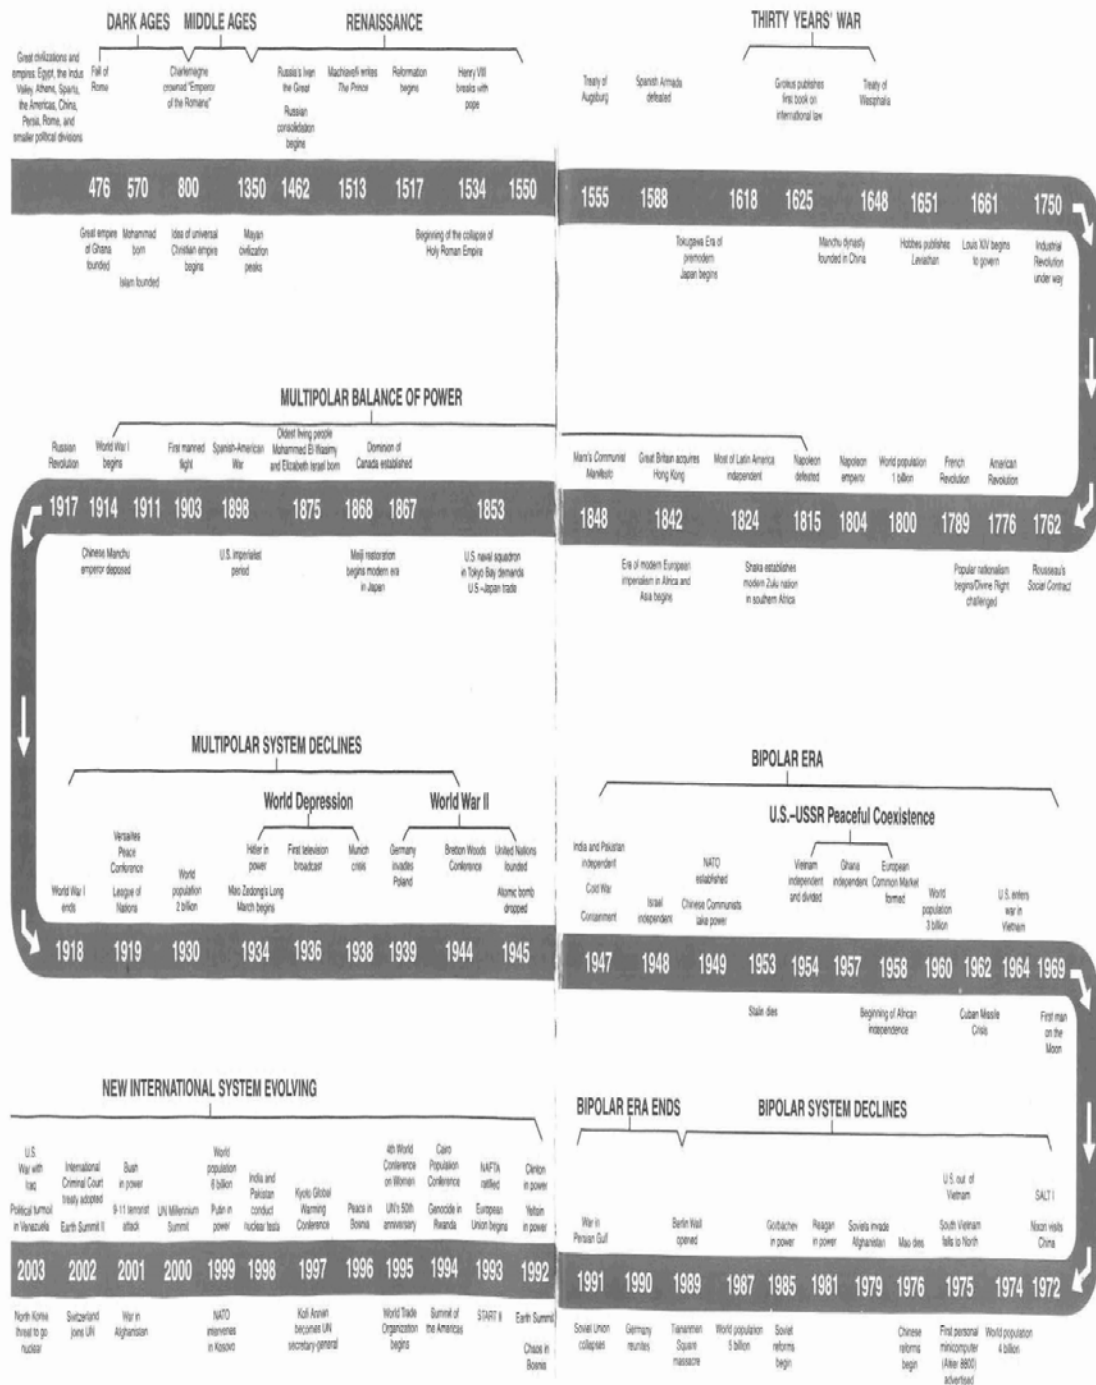 DARK AGES
MIDDLE AGES
RENAISSANCE
THIRTY YEARS' WAR
Great civilizations and
empires: Egypt, the Indus
Valley, Athens, Sparta,
the Americas, China,
Persia, Rome, and
smaller political divisions
Fall of
Rome
Charlemagne
crowned "Emperor
of the Romans"
Russia's Ivan
the Great
Russian
consolidation
begins
Machiavelli writes
The Prince
Reformation
begins
Henry VIII
breaks with
pope
Treaty of
Augsburg
Spanish Armada
defeated
Grotius publishes
first book on
international law
Treaty of
Westphalia
476 570 800 1350 1462 1513 1517 1534 1550
1555 1588 1618 1625 1648 1651 1661 1750
Great empire
of Ghana
founded
Mohammad
born
Islam founded
Idea of universal
Christian empire
begins
Mayan
civilization
peaks
Beginning of the collapse of
Holy Roman Empire
Tokugawa Era of
premodern
Japan begins
Manchu dynasty
founded in China
Hobbes publishes
Leviathan
Louis XIV begins
to govern
Industrial
Revolution
under way
MULTIPOLAR BALANCE OF POWER
Russian
Revolution
World War I
begins
First manned
flight
Spanish-American
War
Oldest living people
Mohammed El Waasimy
and Elizabeth Israel born
Dominion of
Canada established
Marx's Communist
Manifesto
Great Britain acquires
Hong Kong
Most of Latin America
independent
Napoleon
defeated
Napoleon
emperor
World population
1 billion
French
Revolution
American
Revolution
1917 1914 1911 1903 1898 1875 1868 1867 1853
1848 1842 1824 1815 1804 1800 1789 1776 1762
Chinese Manchu
emperor deposed
U.S. imperialist
period
Meiji restoration
begins modern era
in Japan
U.S. naval squadron
in Tokyo Bay demands
U.S.–Japan trade
Era of modern European
imperialism in Africa and
Asia begins
Shaka establishes
modern Zulu nation
in southern Africa
Popular nationalism
begins/Divine Right
challenged
Rousseau's
Social Contract
MULTIPOLAR SYSTEM DECLINES
World Depression
World War II
BIPOLAR ERA
U.S.–USSR Peaceful Coexistence
World War I
ends
Versailles
Peace
Conference
League of
Nations
World
population
2 billion
Hitler in
power
Mao Zedong's Long
March begins
First television
broadcast
Munich
crisis
Germany
invades
Poland
Bretton Woods
Conference
United Nations
founded
Atomic bomb
dropped
India and Pakistan
independent
Cold War
Containment
Israel
independent
NATO
established
Chinese Communists
take power
Vietnam
independent
and divided
Ghana
independent
European
Common Market
formed
World
population
3 billion
U.S. enters
war in
Vietnam
1918 1919 1930 1934 1936 1938 1939 1944 1945
1947 1948 1949 1953 1954 1957 1958 1960 1962 1964 1969
Stalin dies
Beginning of African
independence
Cuban Missile
Crisis
First man
on the
Moon
NEW INTERNATIONAL SYSTEM EVOLVING
BIPOLAR ERA ENDS
BIPOLAR SYSTEM DECLINES
U.S.
War with
Iraq
Political turmoil
in Venezuela
International
Criminal Court
treaty adopted
Earth Summit II
Bush
in power
9-11 terrorist
attack
UN Millennium
Summit
World
population
6 billion
Putin in
power
India and
Pakistan
conduct
nuclear tests
Kyoto Global
Warming
Conference
Peace in
Bosnia
4th World
Conference
on Women
UN's 50th
anniversary
Cairo
Population
Conference
Genocide in
Rwanda
NAFTA
ratified
European
Union begins
Clinton
in power
Yeltsin
in power
War in
Persian Gulf
Berlin Wall
opened
Gorbachev
in power
Reagan
in power
Soviets invade
Afghanistan
Mao dies
U.S. out of
Vietnam
South Vietnam
falls to North
SALT I
Nixon visits
China
2003 2002 2001 2000 1999 1998 1997 1996 1995 1994 1993 1992
1991 1990 1989 1987 1985 1981 1979 1976 1975 1974 1972
North Korea
threat to go
nuclear
Switzerland
joins UN
War in
Afghanistan
NATO
intervenes
in Kosovo
Kofi Annan
becomes UN
secretary-general
World Trade
Organization
begins
Summit of
the Americas
START II
Earth Summit
Chaos in
Bosnia
Soviet Union
collapses
Germany
reunites
Tiananmen
Square
massacre
World population
5 billion
Soviet
reforms
begin
Chinese
reforms
begin
First personal
minicomputer
(Altair 8800)
advertised
World population
4 billion